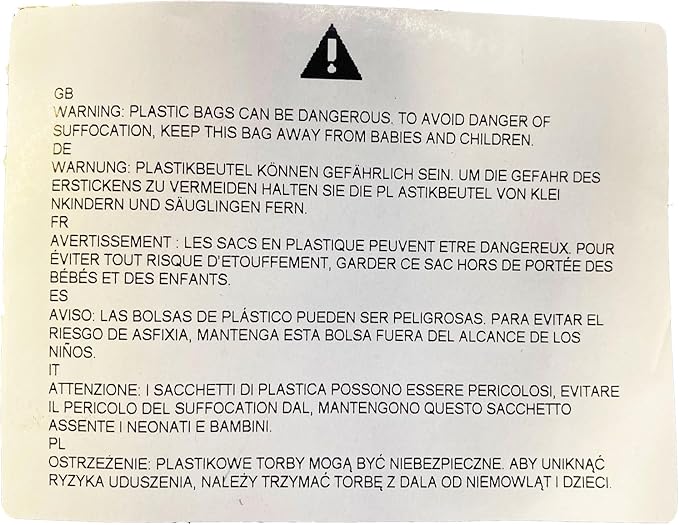 GB
WARNING: PLASTIC BAGS CAN BE DANGEROUS. TO AVOID DANGER OF
SUFFOCATION, KEEP THIS BAG AWAY FROM BABIES AND CHILDREN.
DE
WARNUNG: PLASTIKBEUTEL KÖNNEN GEFÄHRLICH SEIN. UM DIE GEFAHR DES
ERSTICKENS ZU VERMEIDEN HALTEN SIE DIE PL ASTIKBEUTEL VON KLEI
NKINDERN UND SÄUGLINGEN FERN.
FR
AVERTISSEMENT : LES SACS EN PLASTIQUE PEUVENT ETRE DANGEREUX. POUR
ÉVITER TOUT RISQUE D'ETOUFFEMENT, GARDER CE SAC HORS DE PORTÉE DES
BÉBÉS ET DES ENFANTS.
ES
AVISO: LAS BOLSAS DE PLÁSTICO PUEDEN SER PELIGROSAS. PARA EVITAR EL
RIESGO DE ASFIXIA, MANTENGA ESTA BOLSA FUERA DEL ALCANCE DE LOS
NIÑOS.
IT
ATTENZIONE: I SACCHETTI DI PLASTICA POSSONO ESSERE PERICOLOSI, EVITARE
IL PERICOLO DEL SUFFOCATION DAL, MANTENGONO QUESTO SACCHETTO
ASSENTE I NEONATI E BAMBINI.
PL
OSTRZEŻENIE: PLASTIKOWE TORBY MOGĄ BYĆ NIEBEZPIECZNE. ABY UNIKNĄĆ
RYZYKA UDUSZENIA, NALEŻY TRZYMAĆ TORBĘ Z DALA OD NIEMOWLĄT I DZIECI.